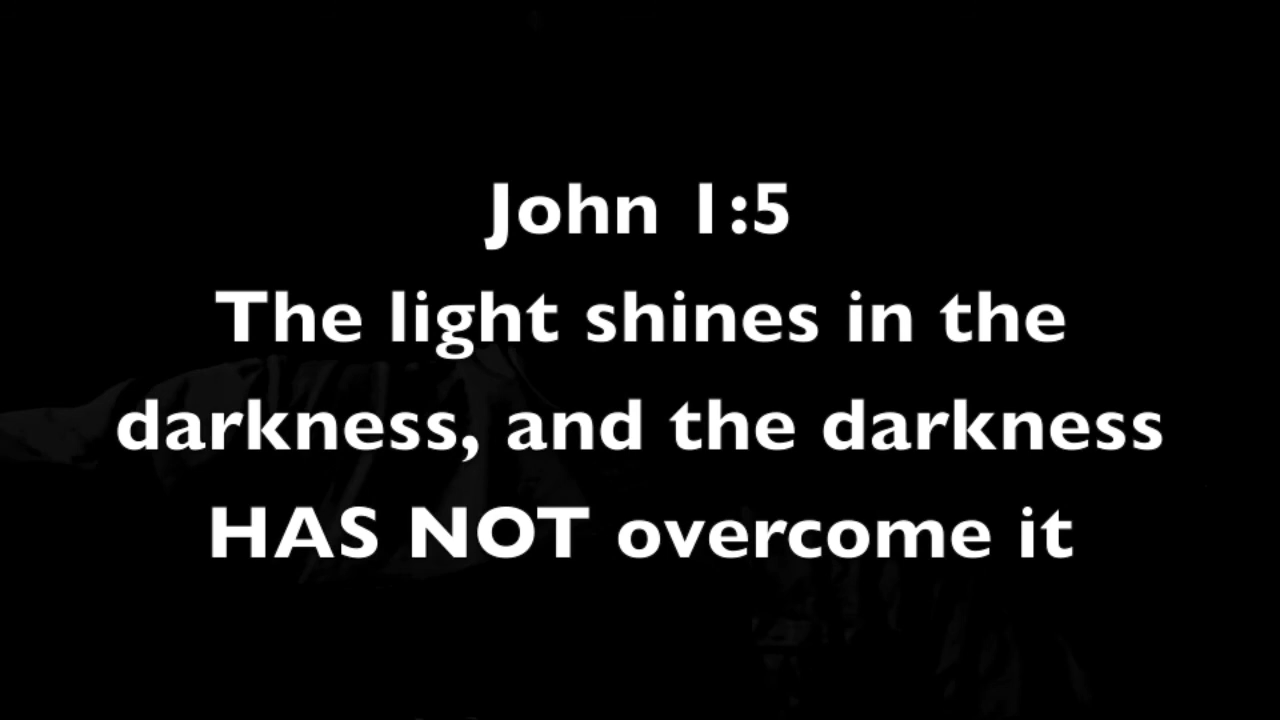 John 1:5
The light shines in the
darkness, and the darkness
HAS NOT overcome it